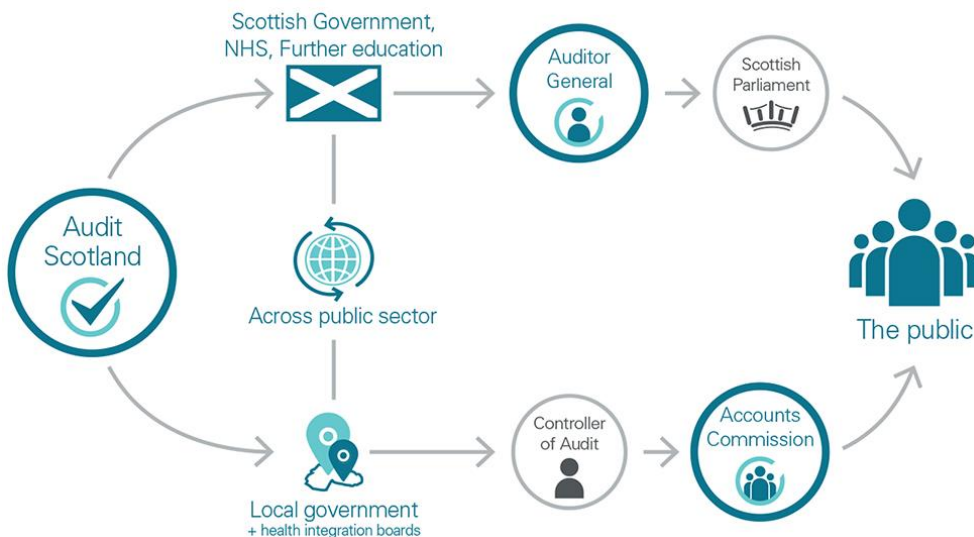 Scottish Government,
NHS, Further education
Auditor
General
Scottish
Parliament
Audit
Scotland
Across public sector
The public
Controller
of Audit
Accounts
Commission
Local government
+ health integration boards